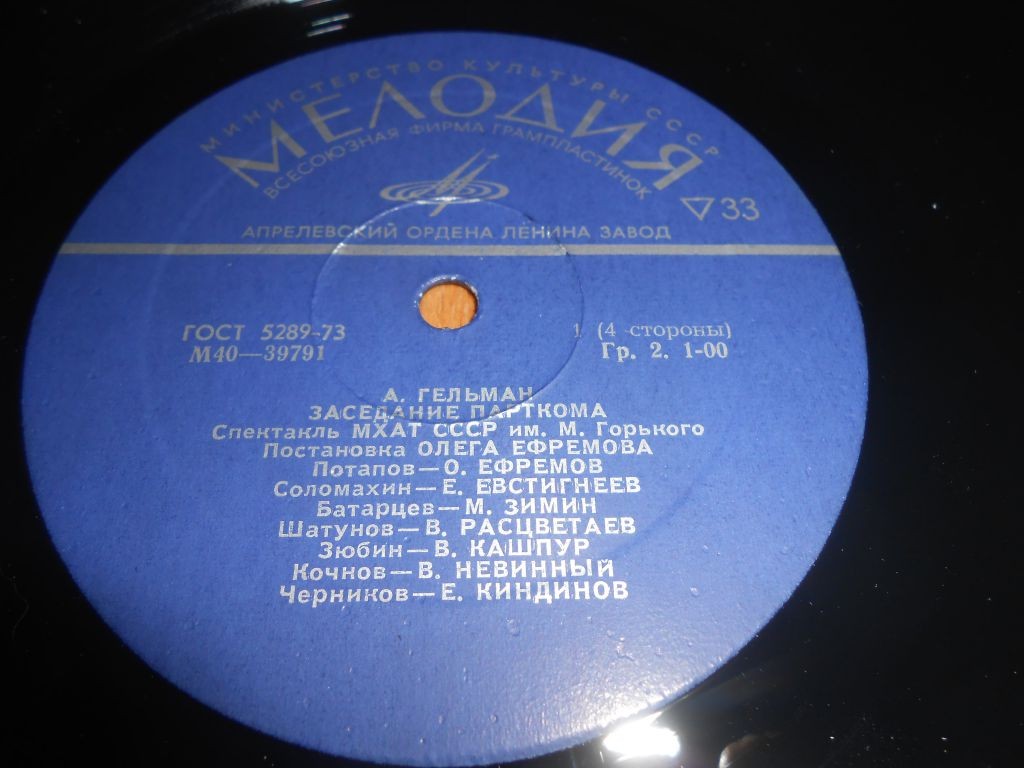 МИНИСТЕРСТВО КУЛЬТУРЫ СССР
МЕЛОДИЯ
ВСЕСОЮЗНАЯ ФИРМА ГРАМПЛАСТИНОК
▽33
АПРЕЛЕВСКИЙ ОРДЕНА ЛЕНИНА ЗАВОД
ГОСТ 5289-73
М40—39791
1 (4 стороны)
Гр. 2. 1-00
А. ГЕЛЬМАН
ЗАСЕДАНИЕ ПАРТКОМА
Спектакль МХАТ СССР им. М. Горького
Постановка ОЛЕГА ЕФРЕМОВА
Потапов—О. ЕФРЕМОВ
Соломахин—Е. ЕВСТИГНЕЕВ
Батарцев—М. ЗИМИН
Шатунов—В. РАСЦВЕТАЕВ
Зюбин—В. КАШПУР
Кочнов—В. НЕВИННЫЙ
Черников—Е. КИНДИНОВ